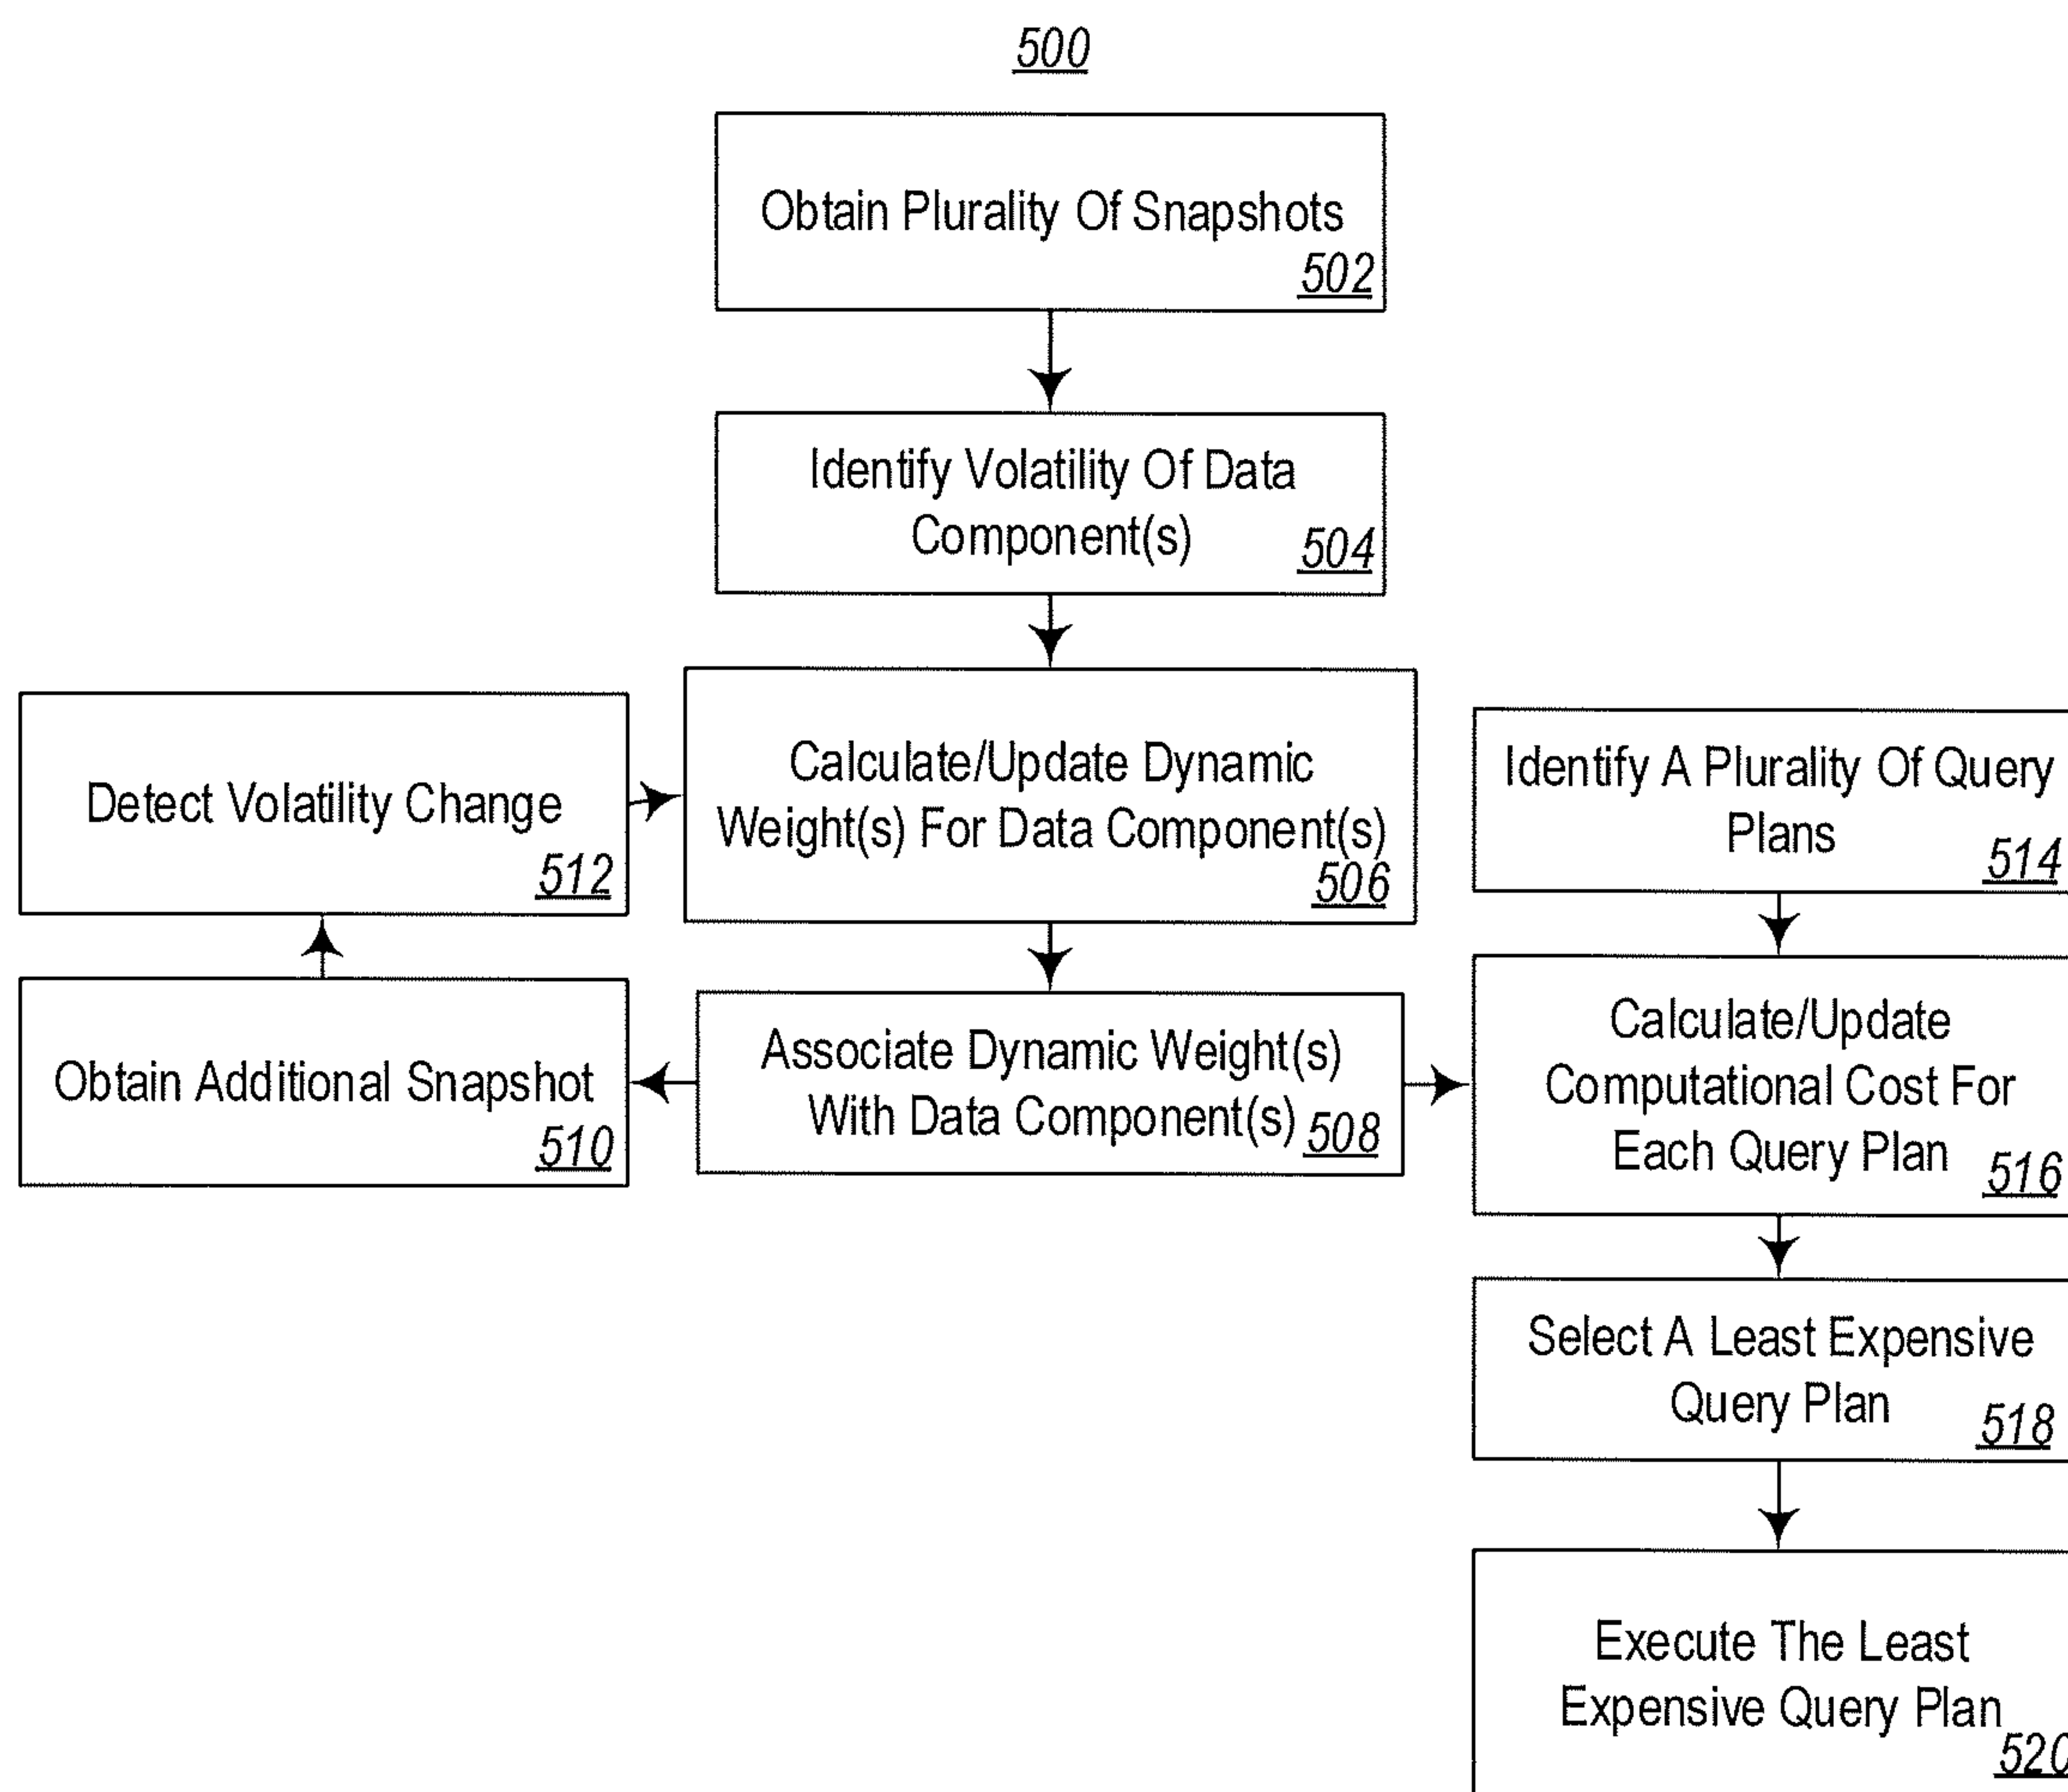 500
Obtain Plurality Of Snapshots
502
Identify Volatility Of Data
Component(s)
504
Calculate/Update Dynamic
Weight(s) For Data Component(s)
506
Detect Volatility Change
512
Obtain Additional Snapshot
510
Associate Dynamic Weight(s)
With Data Component(s) 508
Identify A Plurality Of Query
Plans
514
Calculate/Update
Computational Cost For
Each Query Plan
516
Select A Least Expensive
Query Plan
518
Execute The Least
Expensive Query Plan
520